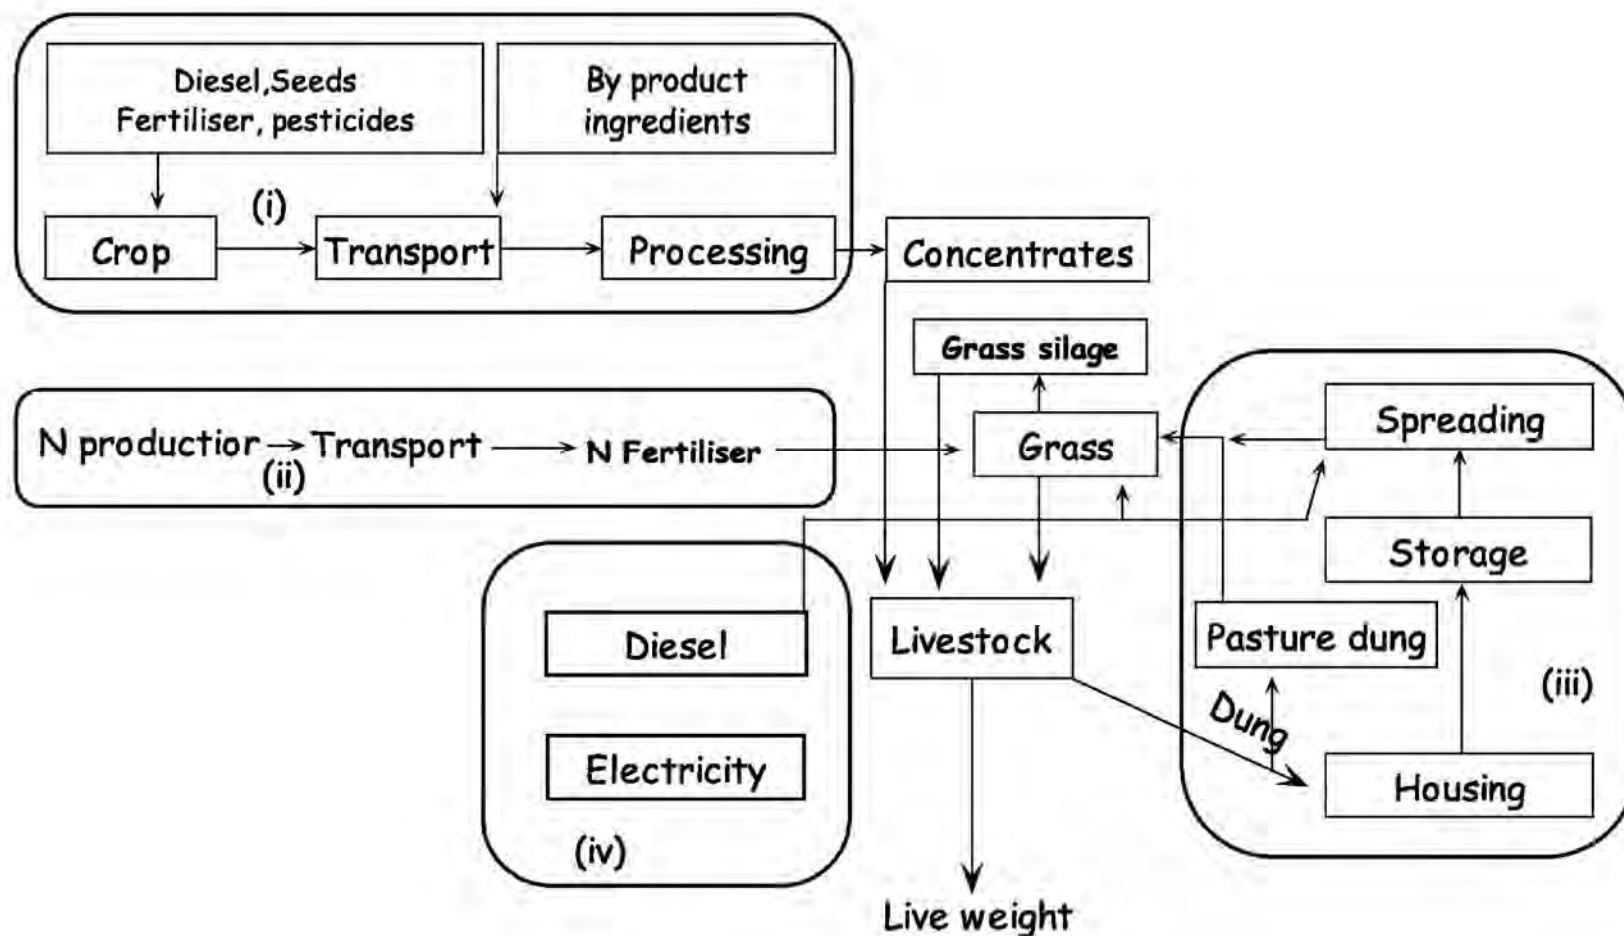 Diesel,Seeds
Fertiliser, pesticides
By product
ingredients
(i)
Crop
Transport
Processing
Concentrates
Grass silage
N productior
Transport
N Fertiliser
(ii)
Grass
Spreading
Storage
Diesel
Livestock
Pasture dung
(iii)
Dung
Electricity
Housing
(iv)
Live weight